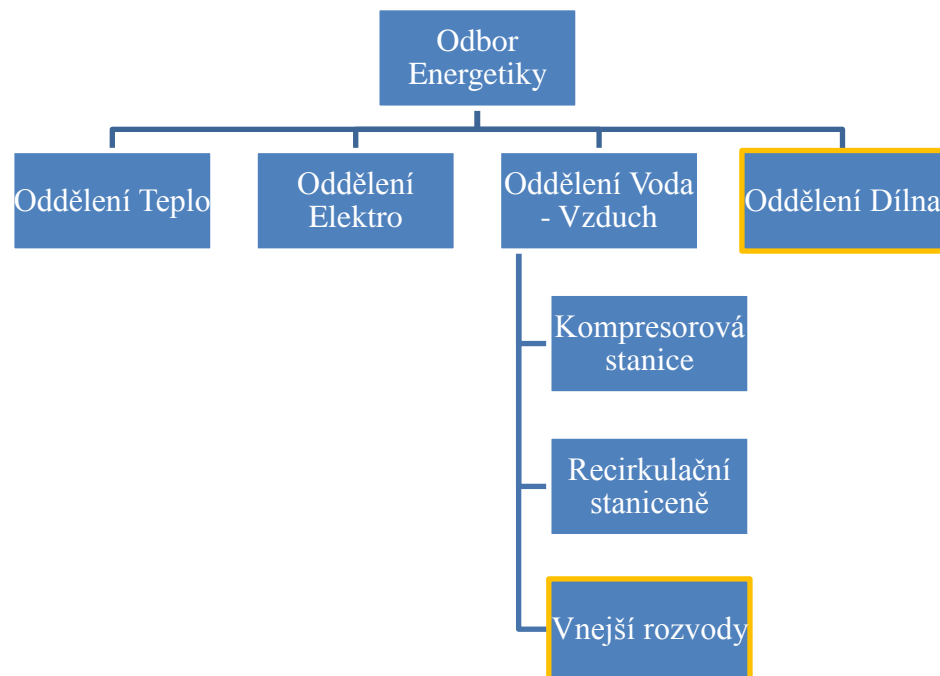 Odbor
Energetiky
Oddělení Teplo
Oddělení
Elektro
Oddělení Voda
- Vzduch
Oddělení Dílna
Kompresorová
stanice
Recirkulační
staniceně
Vnejší rozvody